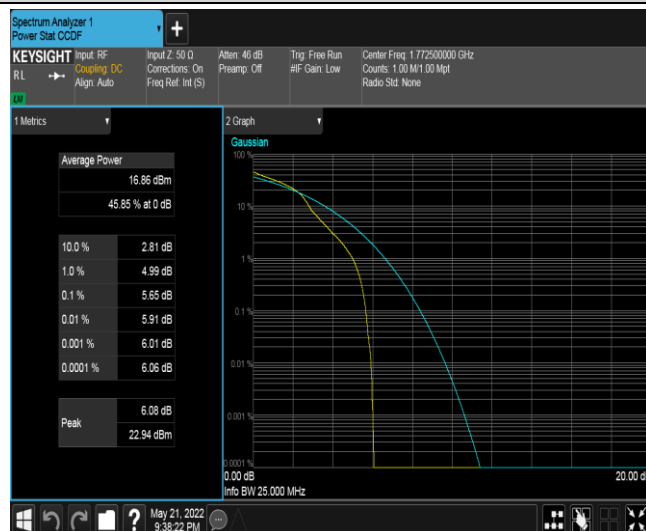 Spectrum Analyzer 1
Power Stat CCDF
+
KEYSIGHT Input: RF Input Z: 50 Ω Atten: 46 dB Trig: Free Run Center Freq: 1.772500000 GHz
RL Coupling: DC Corrections: On Preamp: Off #IF Gain: Low Counts: 1.00 M/1.00 Mpt
Align: Auto Freq Ref: Int (S) Radio Std: None
LM
1 Metrics
Average Power
16.86 dBm
45.85 % at 0 dB
10.0 % 2.81 dB
1.0 % 4.99 dB
0.1 % 5.65 dB
0.01 % 5.91 dB
0.001 % 6.01 dB
0.0001 % 6.06 dB
Peak 6.08 dB
22.94 dBm
2 Graph
Gaussian
100 %
10 %
1 %
0.1 %
0.01 %
0.001 %
0.0001 %
0.00 dB 20.00 d
Info BW 25.000 MHz
?
May 21, 2022
9:38:22 PM